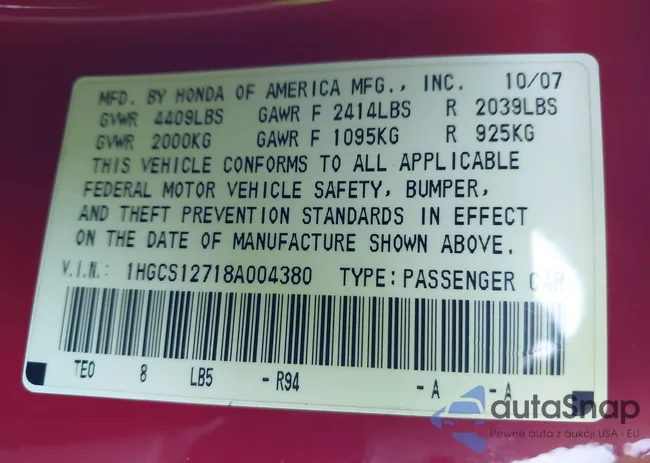 MFD. BY HONDA OF AMERICA MFG., INC. 10/07
GVWR 4409LBS GAWR F 2414LBS R 2039LBS
GVWR 2000KG GAWR F 1095KG R 925KG
THIS VEHICLE CONFORMS TO ALL APPLICABLE
FEDERAL MOTOR VEHICLE SAFETY, BUMPER,
AND THEFT PREVENTION STANDARDS IN EFFECT
ON THE DATE OF MANUFACTURE SHOWN ABOVE.
V.I.N.: 1HGCS12718A004380 TYPE: PASSENGER CAR
TE0 8 LB5 - R94 - A - A
autaSnap
Pewne auta z aukcji USA i EU